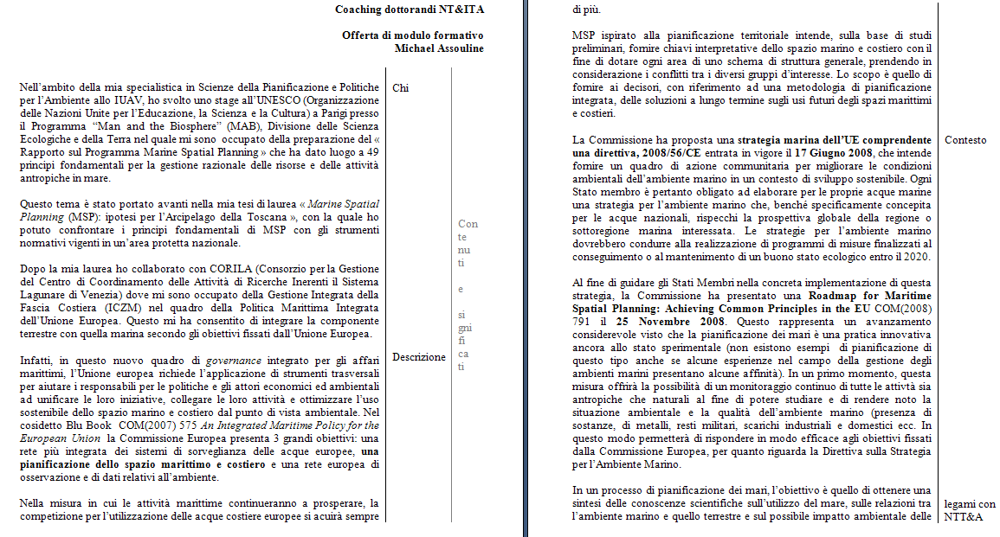 Coaching dottorandi NT&ITA
Offerta di modulo formativo
Michael Assouline
Nell’ambito della mia specialistica in Scienze della Pianificazione e Politiche
per l’Ambiente allo IUAV, ho svolto uno stage all’UNESCO (Organizzazione
delle Nazioni Unite per l’Educazione, la Scienza e la Cultura) a Parigi presso
il Programma “Man and the Biosphere” (MAB), Divisione delle Scienza
Ecologiche e della Terra nel quale mi sono occupato della preparazione del «
Rapporto sul Programma Marine Spatial Planning » che ha dato luogo a 49
principi fondamentali per la gestione razionale delle risorse e delle attività
antropiche in mare.
Chi
Questo tema è stato portato avanti nella mia tesi di laurea « Marine Spatial
Planning (MSP): ipotesi per l’Arcipelago della Toscana », con la quale ho
potuto confrontare i principi fondamentali di MSP con gli strumenti
normativi vigenti in un’area protetta nazionale.
Dopo la mia laurea ho collaborato con CORILA (Consorzio per la Gestione
del Centro di Coordinamento delle Attività di Ricerche Inerenti il Sistema
Lagunare di Venezia) dove mi sono occupato della Gestione Integrata della
Fascia Costiera (ICZM) nel quadro della Politica Marittima Integrata
dell’Unione Europea. Questo mi ha consentito di integrare la componente
terrestre con quella marina secondo gli obiettivi fissati dall’Unione Europea.
Infatti, in questo nuovo quadro di governance integrato per gli affari
marittimi, l’Unione europea richiede l’applicazione di strumenti trasversali
per aiutare i responsabili per le politiche e gli attori economici ed ambientali
ad unificare le loro iniziative, collegare le loro attività e ottimizzare l’uso
sostenibile dello spazio marino e costiero dal punto di vista ambientale. Nel
cosidetto Blu Book COM(2007) 575 An Integrated Maritime Policy for the
European Union la Commissione Europea presenta 3 grandi obiettivi: una
rete più integrata dei sistemi di sorveglianza delle acque europee, una
pianificazione dello spazio marittimo e costiero e una rete europea di
osservazione e di dati relativi all’ambiente.
Descrizione
Nella misura in cui le attività marittime continueranno a prosperare, la
competizione per l’utilizzazione delle acque costiere europee si acuirà sempre
Con
te
nu
ti
e
si
gni
fi
ca
ti
di più.
MSP ispirato alla pianificazione territoriale intende, sulla base di studi
preliminari, fornire chiavi interpretative dello spazio marino e costiero con il
fine di dotare ogni area di uno schema di struttura generale, prendendo in
considerazione i conflitti tra i diversi gruppi d’interesse. Lo scopo è quello di
fornire ai decisori, con riferimento ad una metodologia di pianificazione
integrata, delle soluzioni a lungo termine sugli usi futuri degli spazi marittimi
e costieri.
La Commissione ha proposta una strategia marina dell’UE comprendente
una direttiva, 2008/56/CE entrata in vigore il 17 Giugno 2008, che intende
fornire un quadro di azione communitaria per migliorare le condizioni
ambientali dell’ambiente marino in un contesto di sviluppo sostenibile. Ogni
Stato membro è pertanto obligato ad elaborare per le proprie acque marine
una strategia per l’ambiente marino che, benché specificamente concepita
per le acque nazionali, rispecchi la prospettiva globale della regione o
sottoregione marina interessata. Le strategie per l’ambiente marino
dovrebbero condurre alla realizzazione di programmi di misure finalizzati al
conseguimento o al mantenimento di un buono stato ecologico entro il 2020.
Contesto
Al fine di guidare gli Stati Membri nella concreta implementazione di questa
strategia, la Commissione ha presentato una Roadmap for Maritime
Spatial Planning: Achieving Common Principles in the EU COM(2008)
791 il 25 Novembre 2008. Questo rappresenta un avanzamento
considerevole visto che la pianificazione dei mari è una pratica innovativa
ancora allo stato sperimentale (non esistono esempi di pianificazione di
questo tipo anche se alcune esperienze nel campo della gestione degli
ambienti marini presentano alcune affinità). In un primo momento, questa
misura offrirà la possibilità di un monitoraggio continuo di tutte le attivtà sia
antropiche che naturali al fine di potere studiare e di rendere noto la
situazione ambientale e la qualità dell’ambiente marino (presenza di
sostanze, di metalli, resti militari, scarichi industriali e domestici ecc. In
questo modo permetterà di rispondere in modo efficace agli obiettivi fissati
dalla Commissione Europea, per quanto riguarda la Direttiva sulla Strategia
per l’Ambiente Marino.
In un processo di pianificazione dei mari, l’obiettivo è quello di ottenere una
sintesi delle conoscenze scientifiche sull’utilizzo del mare, sulle relazioni tra
l’ambiente marino e quello terrestre e sul possibile impatto ambientale delle
legami con
NTT&A